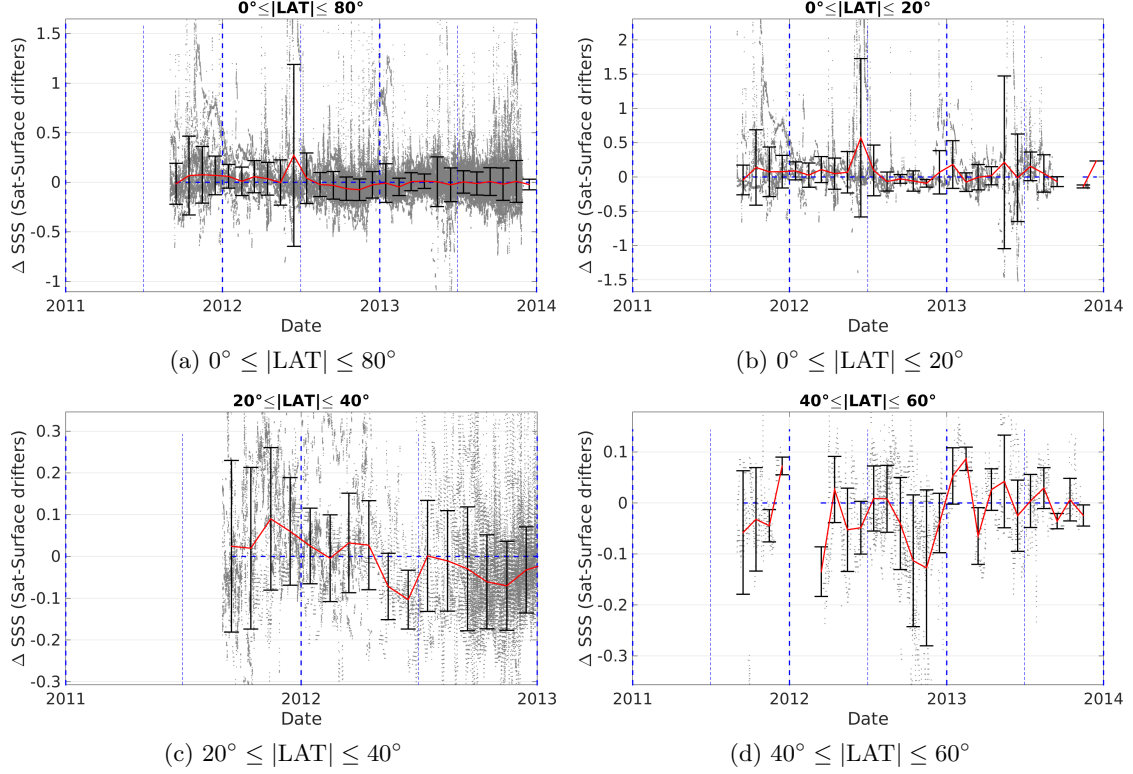 0°≤|LAT|≤ 80°
Δ SSS (Sat-Surface drifters)
1.5
1
0.5
0
-0.5
-1
2011
2012
2013
2014
Date
(a) 0° ≤ |LAT| ≤ 80°
0°≤|LAT|≤ 20°
Δ SSS (Sat-Surface drifters)
2
1.5
1
0.5
0
-0.5
-1
-1.5
2011
2012
2013
2014
Date
(b) 0° ≤ |LAT| ≤ 20°
20°≤|LAT|≤ 40°
Δ SSS (Sat-Surface drifters)
0.3
0.2
0.1
0
-0.1
-0.2
-0.3
2011
2012
2013
Date
(c) 20° ≤ |LAT| ≤ 40°
40°≤|LAT|≤ 60°
Δ SSS (Sat-Surface drifters)
0.1
0
-0.1
-0.2
-0.3
2011
2012
2013
2014
Date
(d) 40° ≤ |LAT| ≤ 60°